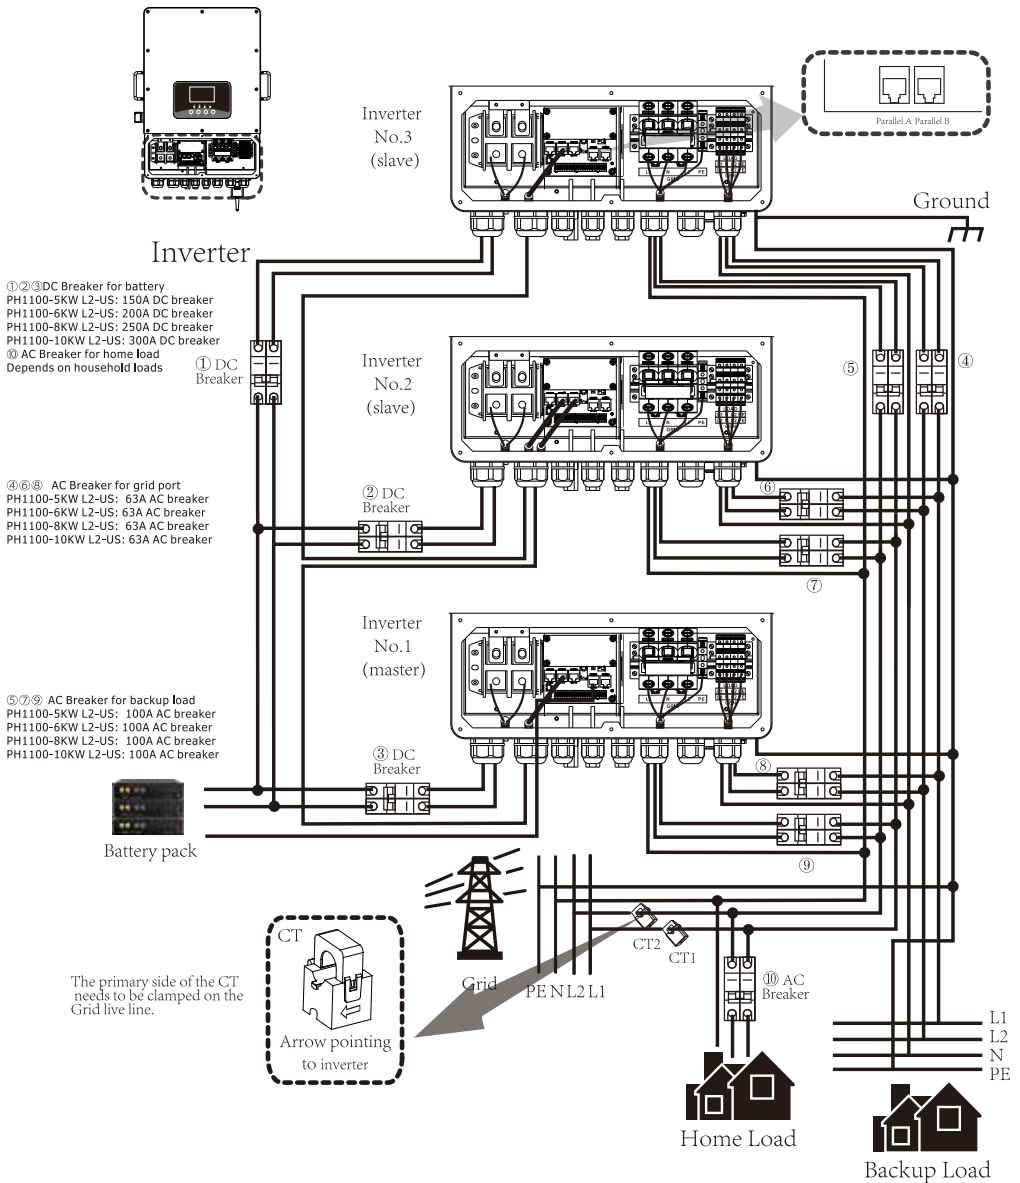 Inverter
No.3
(slave)
Parallel A Parallel B
Ground
Inverter
①②③DC Breaker for battery
PH1100-5KW L2-US: 150A DC breaker
PH1100-6KW L2-US: 200A DC breaker
PH1100-8KW L2-US: 250A DC breaker
PH1100-10KW L2-US: 300A DC breaker
⑩ AC Breaker for home load
Depends on household loads
① DC
Breaker
Inverter
No.2
(slave)
⑤
④
④⑥⑧ AC Breaker for grid port
PH1100-5KW L2-US: 63A AC breaker
PH1100-6KW L2-US: 63A AC breaker
PH1100-8KW L2-US: 63A AC breaker
PH1100-10KW L2-US: 63A AC breaker
② DC
Breaker
⑥
⑦
Inverter
No.1
(master)
⑤⑦⑨ AC Breaker for backup load
PH1100-5KW L2-US: 100A AC breaker
PH1100-6KW L2-US: 100A AC breaker
PH1100-8KW L2-US: 100A AC breaker
PH1100-10KW L2-US: 100A AC breaker
③ DC
Breaker
⑧
⑨
Battery pack
CT
The primary side of the CT
needs to be clamped on the
Grid live line.
Arrow pointing
to inverter
Grid
PE N L2 L1
CT2
CT1
⑩ AC
Breaker
L1
L2
N
PE
Home Load
Backup Load